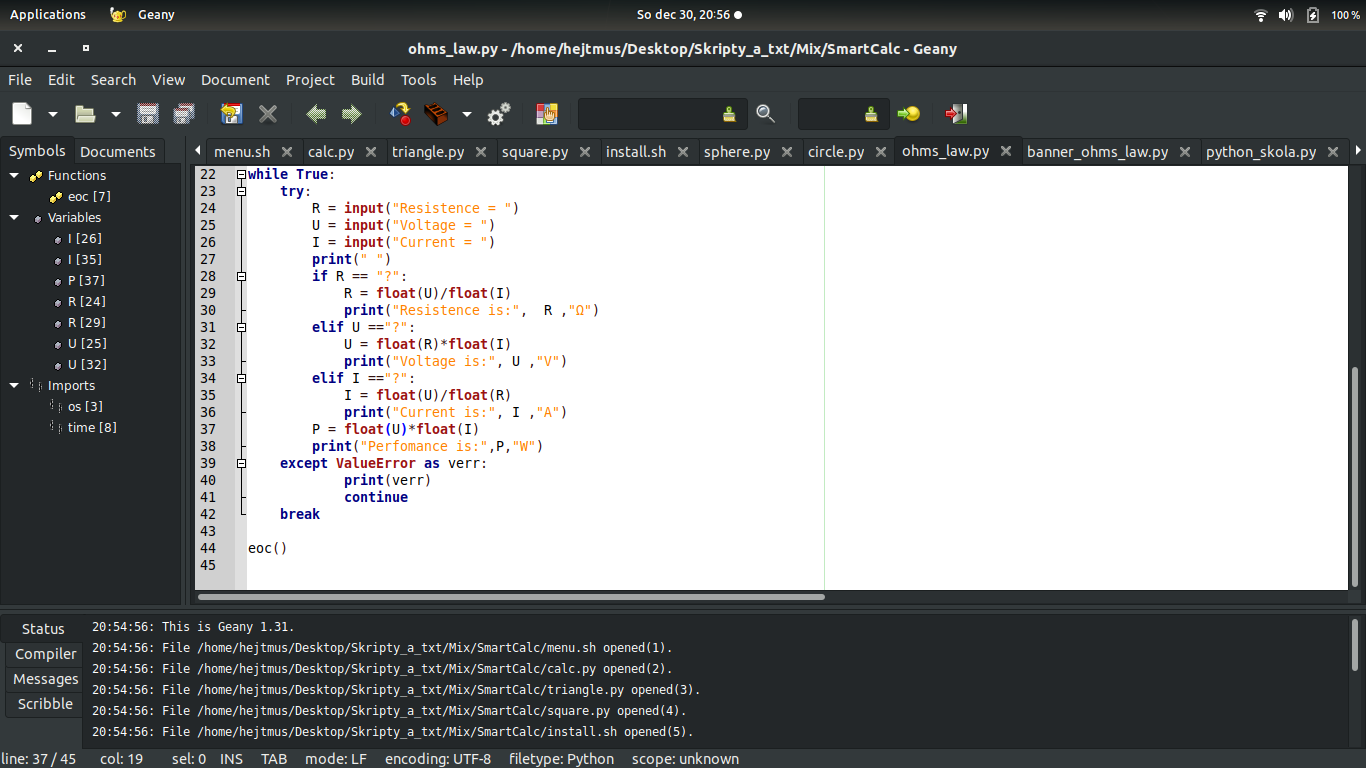 Applications Geany So dec 30, 20:56 100 %
ohms_law.py - /home/hejtmus/Desktop/Skripty_a_txt/Mix/SmartCalc - Geany
File Edit Search View Document Project Build Tools Help
Symbols Documents
menu.sh calc.py triangle.py square.py install.sh sphere.py circle.py ohms_law.py banner_ohms_law.py python_skola.py
Functions
eoc [7]
Variables
I [26]
I [35]
P [37]
R [24]
R [29]
U [25]
U [32]
Imports
os [3]
time [8]
22 while True:
23     try:
24         R = input("Resistence = ")
25         U = input("Voltage = ")
26         I = input("Current = ")
27         print(" ")
28         if R == "?":
29             R = float(U)/float(I)
30             print("Resistence is:",  R ,"Ω")
31         elif U =="?":
32             U = float(R)*float(I)
33             print("Voltage is:", U ,"V")
34         elif I =="?":
35             I = float(U)/float(R)
36             print("Current is:", I ,"A")
37         P = float(U)*float(I)
38         print("Perfomance is:",P,"W")
39     except ValueError as verr:
40             print(verr)
41             continue
42     break
43
44 eoc()
45
Status
Compiler
Messages
Scribble
20:54:56: This is Geany 1.31.
20:54:56: File /home/hejtmus/Desktop/Skripty_a_txt/Mix/SmartCalc/menu.sh opened(1).
20:54:56: File /home/hejtmus/Desktop/Skripty_a_txt/Mix/SmartCalc/calc.py opened(2).
20:54:56: File /home/hejtmus/Desktop/Skripty_a_txt/Mix/SmartCalc/triangle.py opened(3).
20:54:56: File /home/hejtmus/Desktop/Skripty_a_txt/Mix/SmartCalc/square.py opened(4).
20:54:56: File /home/hejtmus/Desktop/Skripty_a_txt/Mix/SmartCalc/install.sh opened(5).
line: 37 / 45 col: 19 sel: 0 INS TAB mode: LF encoding: UTF-8 filetype: Python scope: unknown